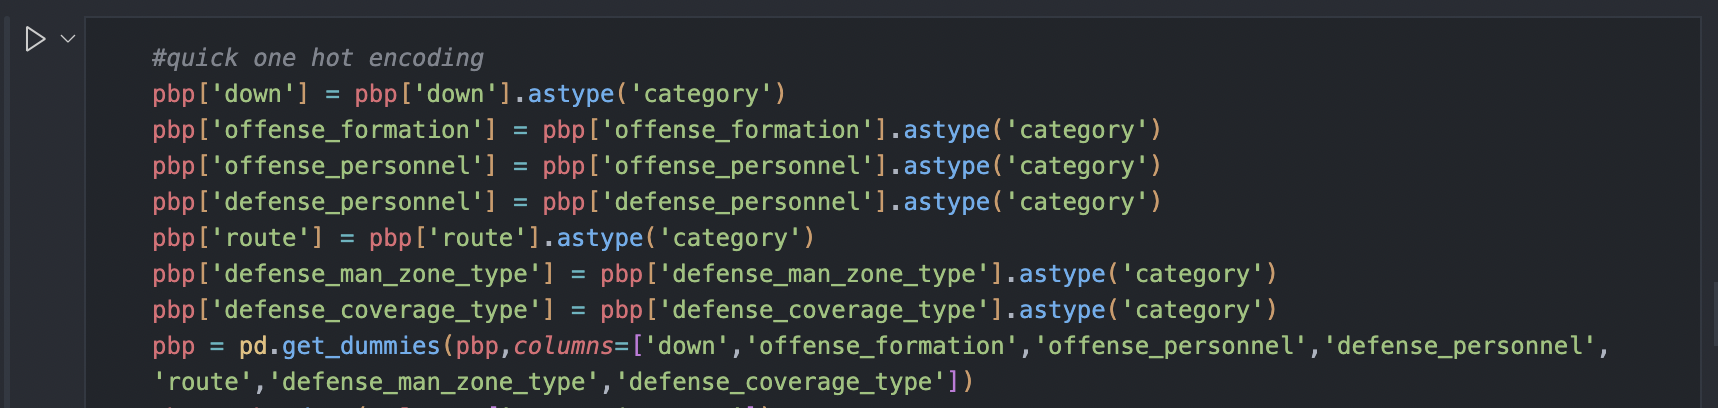 #quick one hot encoding
pbp['down'] = pbp['down'].astype('category')
pbp['offense_formation'] = pbp['offense_formation'].astype('category')
pbp['offense_personnel'] = pbp['offense_personnel'].astype('category')
pbp['defense_personnel'] = pbp['defense_personnel'].astype('category')
pbp['route'] = pbp['route'].astype('category')
pbp['defense_man_zone_type'] = pbp['defense_man_zone_type'].astype('category')
pbp['defense_coverage_type'] = pbp['defense_coverage_type'].astype('category')
pbp = pd.get_dummies(pbp,columns=['down','offense_formation','offense_personnel','defense_personnel',
'route','defense_man_zone_type','defense_coverage_type'])